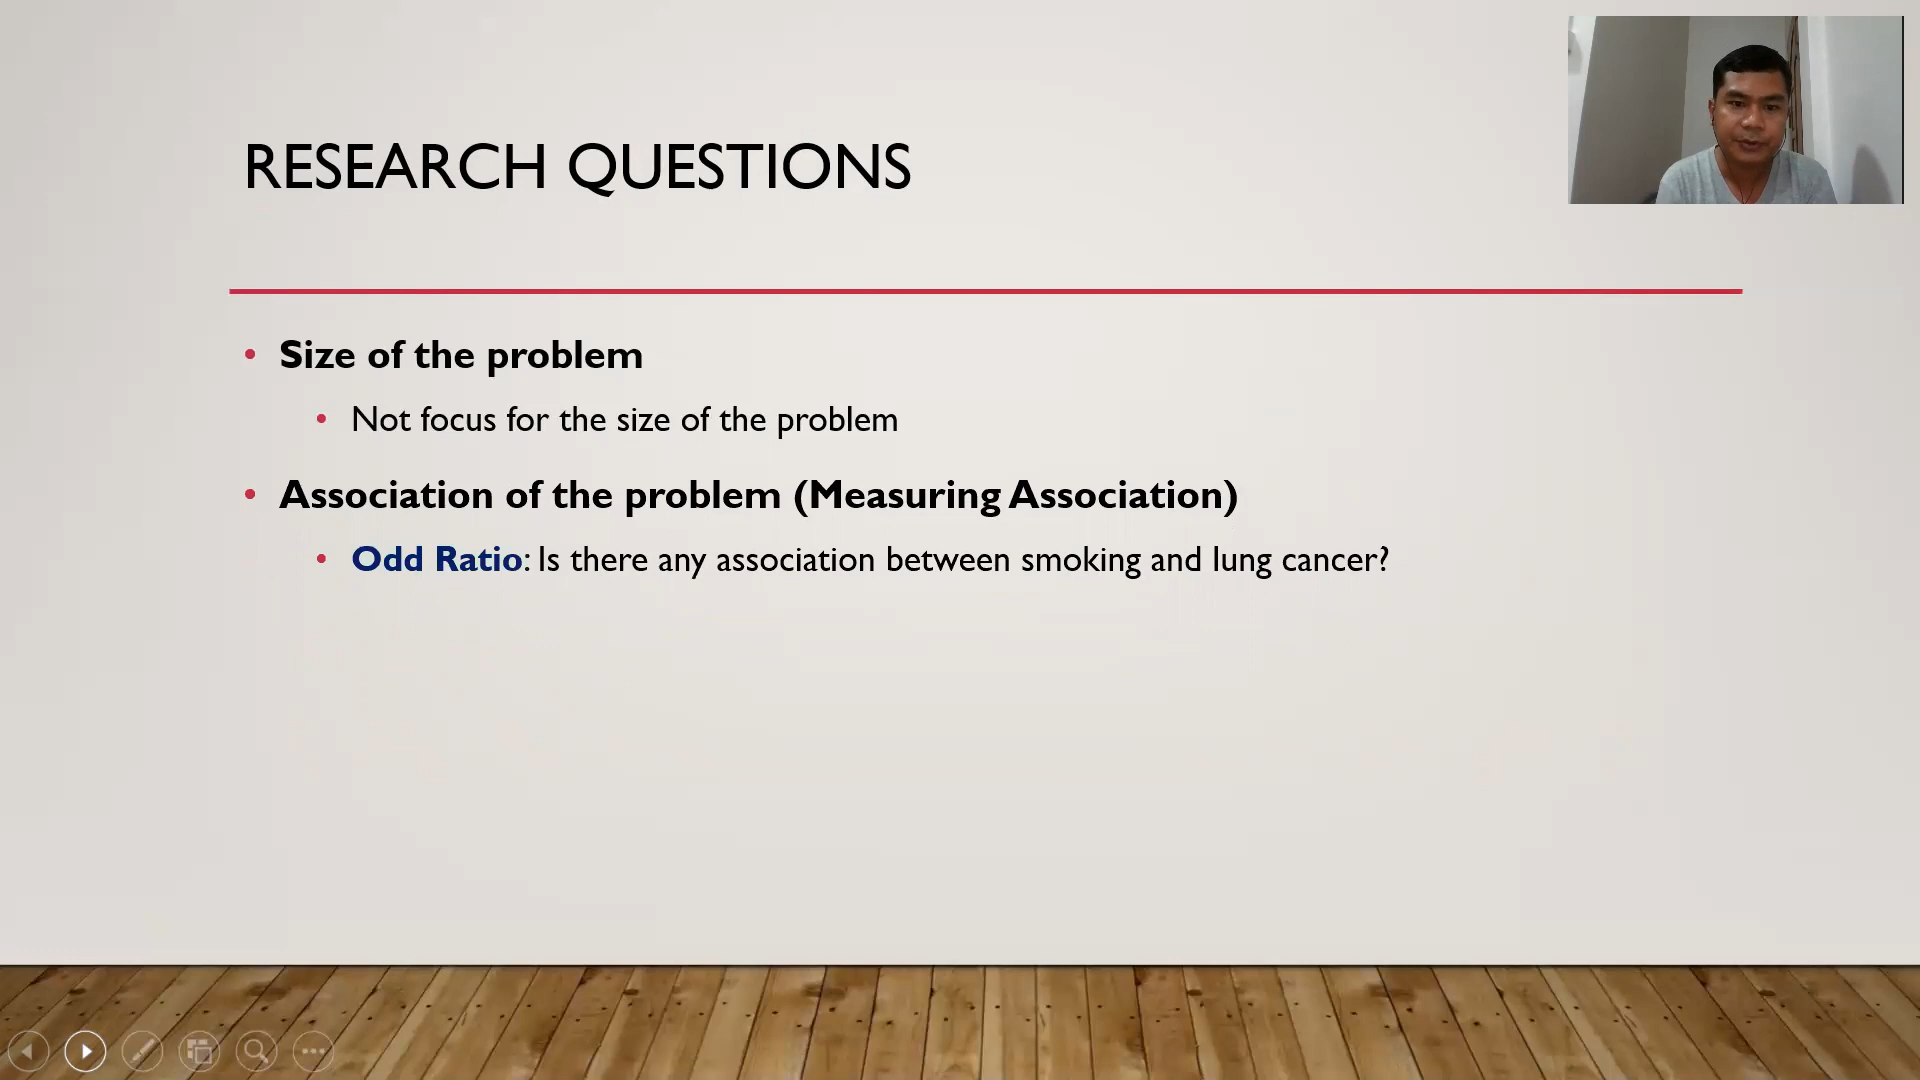 RESEARCH QUESTIONS
• Size of the problem
• Not focus for the size of the problem
• Association of the problem (Measuring Association)
• Odd Ratio: Is there any association between smoking and lung cancer?